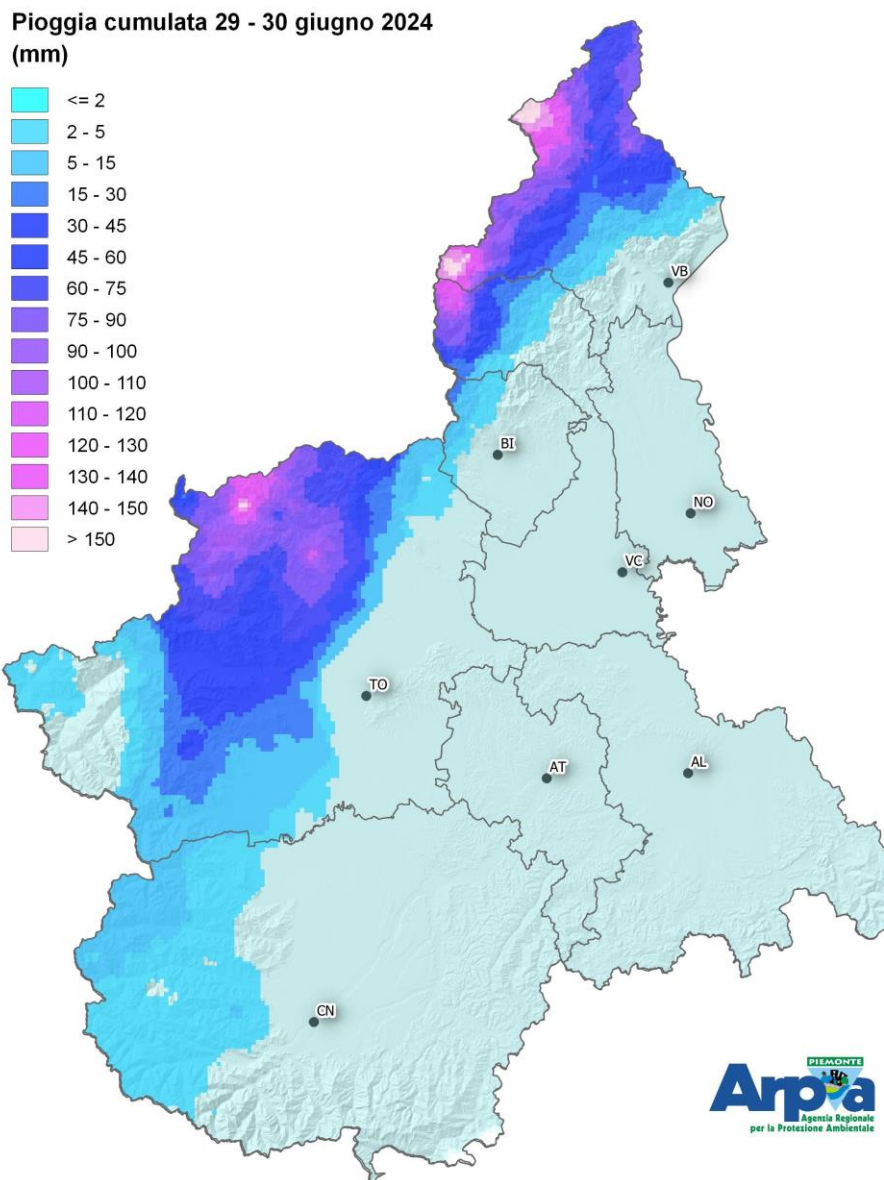 Pioggia cumulata 29 - 30 giugno 2024
(mm)
<= 2
2 - 5
5 - 15
15 - 30
30 - 45
45 - 60
60 - 75
75 - 90
90 - 100
100 - 110
110 - 120
120 - 130
130 - 140
140 - 150
> 150
VB
BI
NO
VC
TO
AT
AL
CN
PIEMONTE
Arpa
Agenzia Regionale
per la Protezione Ambientale